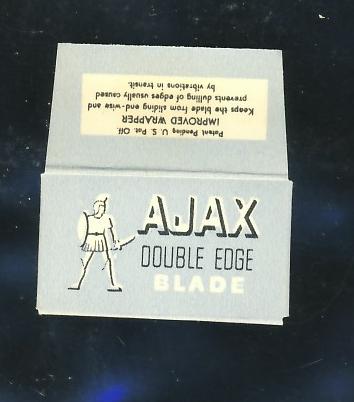 Patent Pending U. S. Pat. Off.
IMPROVED WRAPPER
Keeps the blade from sliding end-wise and
prevents dulling of edges usually caused
by vibrations in transit.
AJAX
DOUBLE EDGE
BLADE